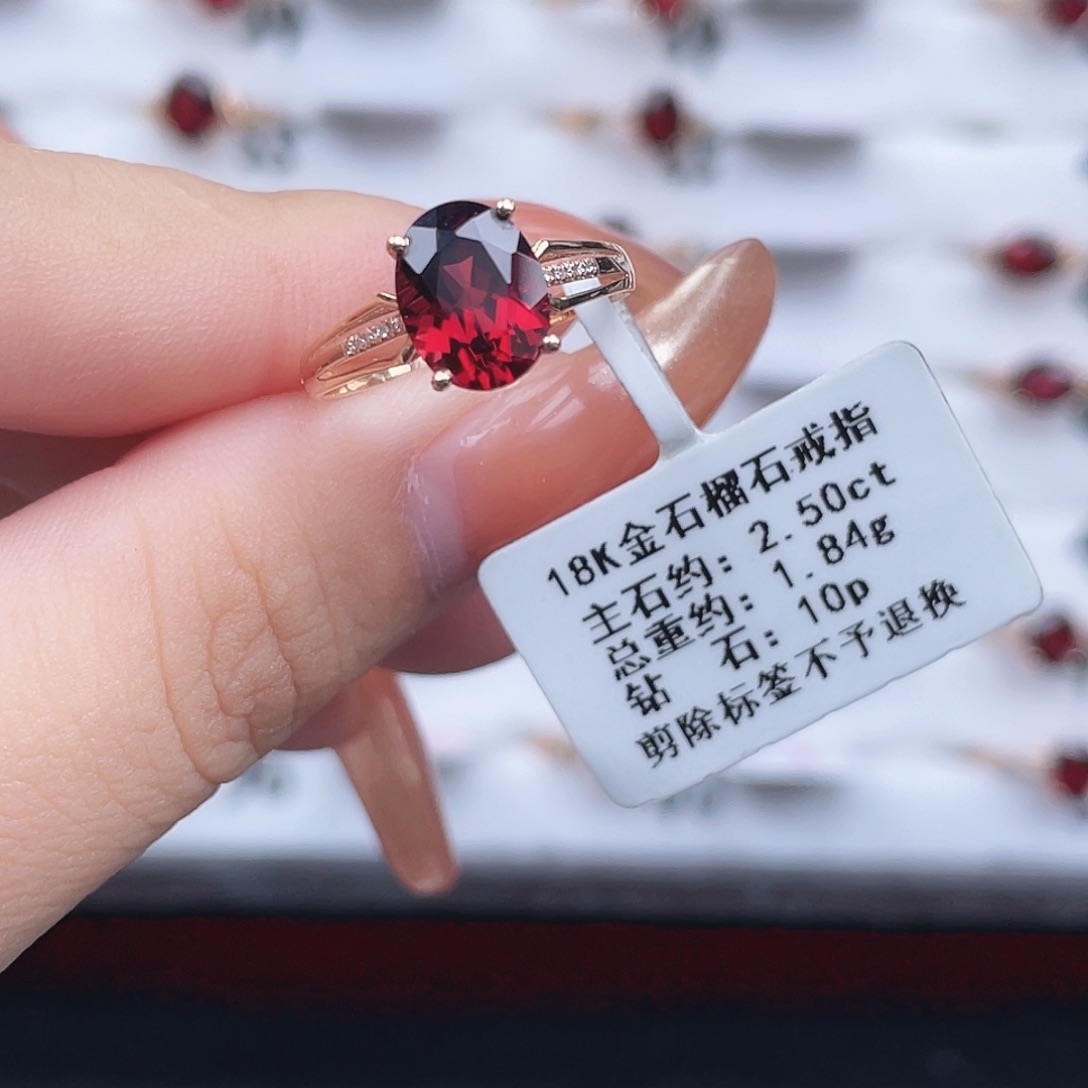 18K金石榴石戒指
主石约: 2.50ct
总重约: 1.84g
钻 石: 10p
剪除标签不予退换